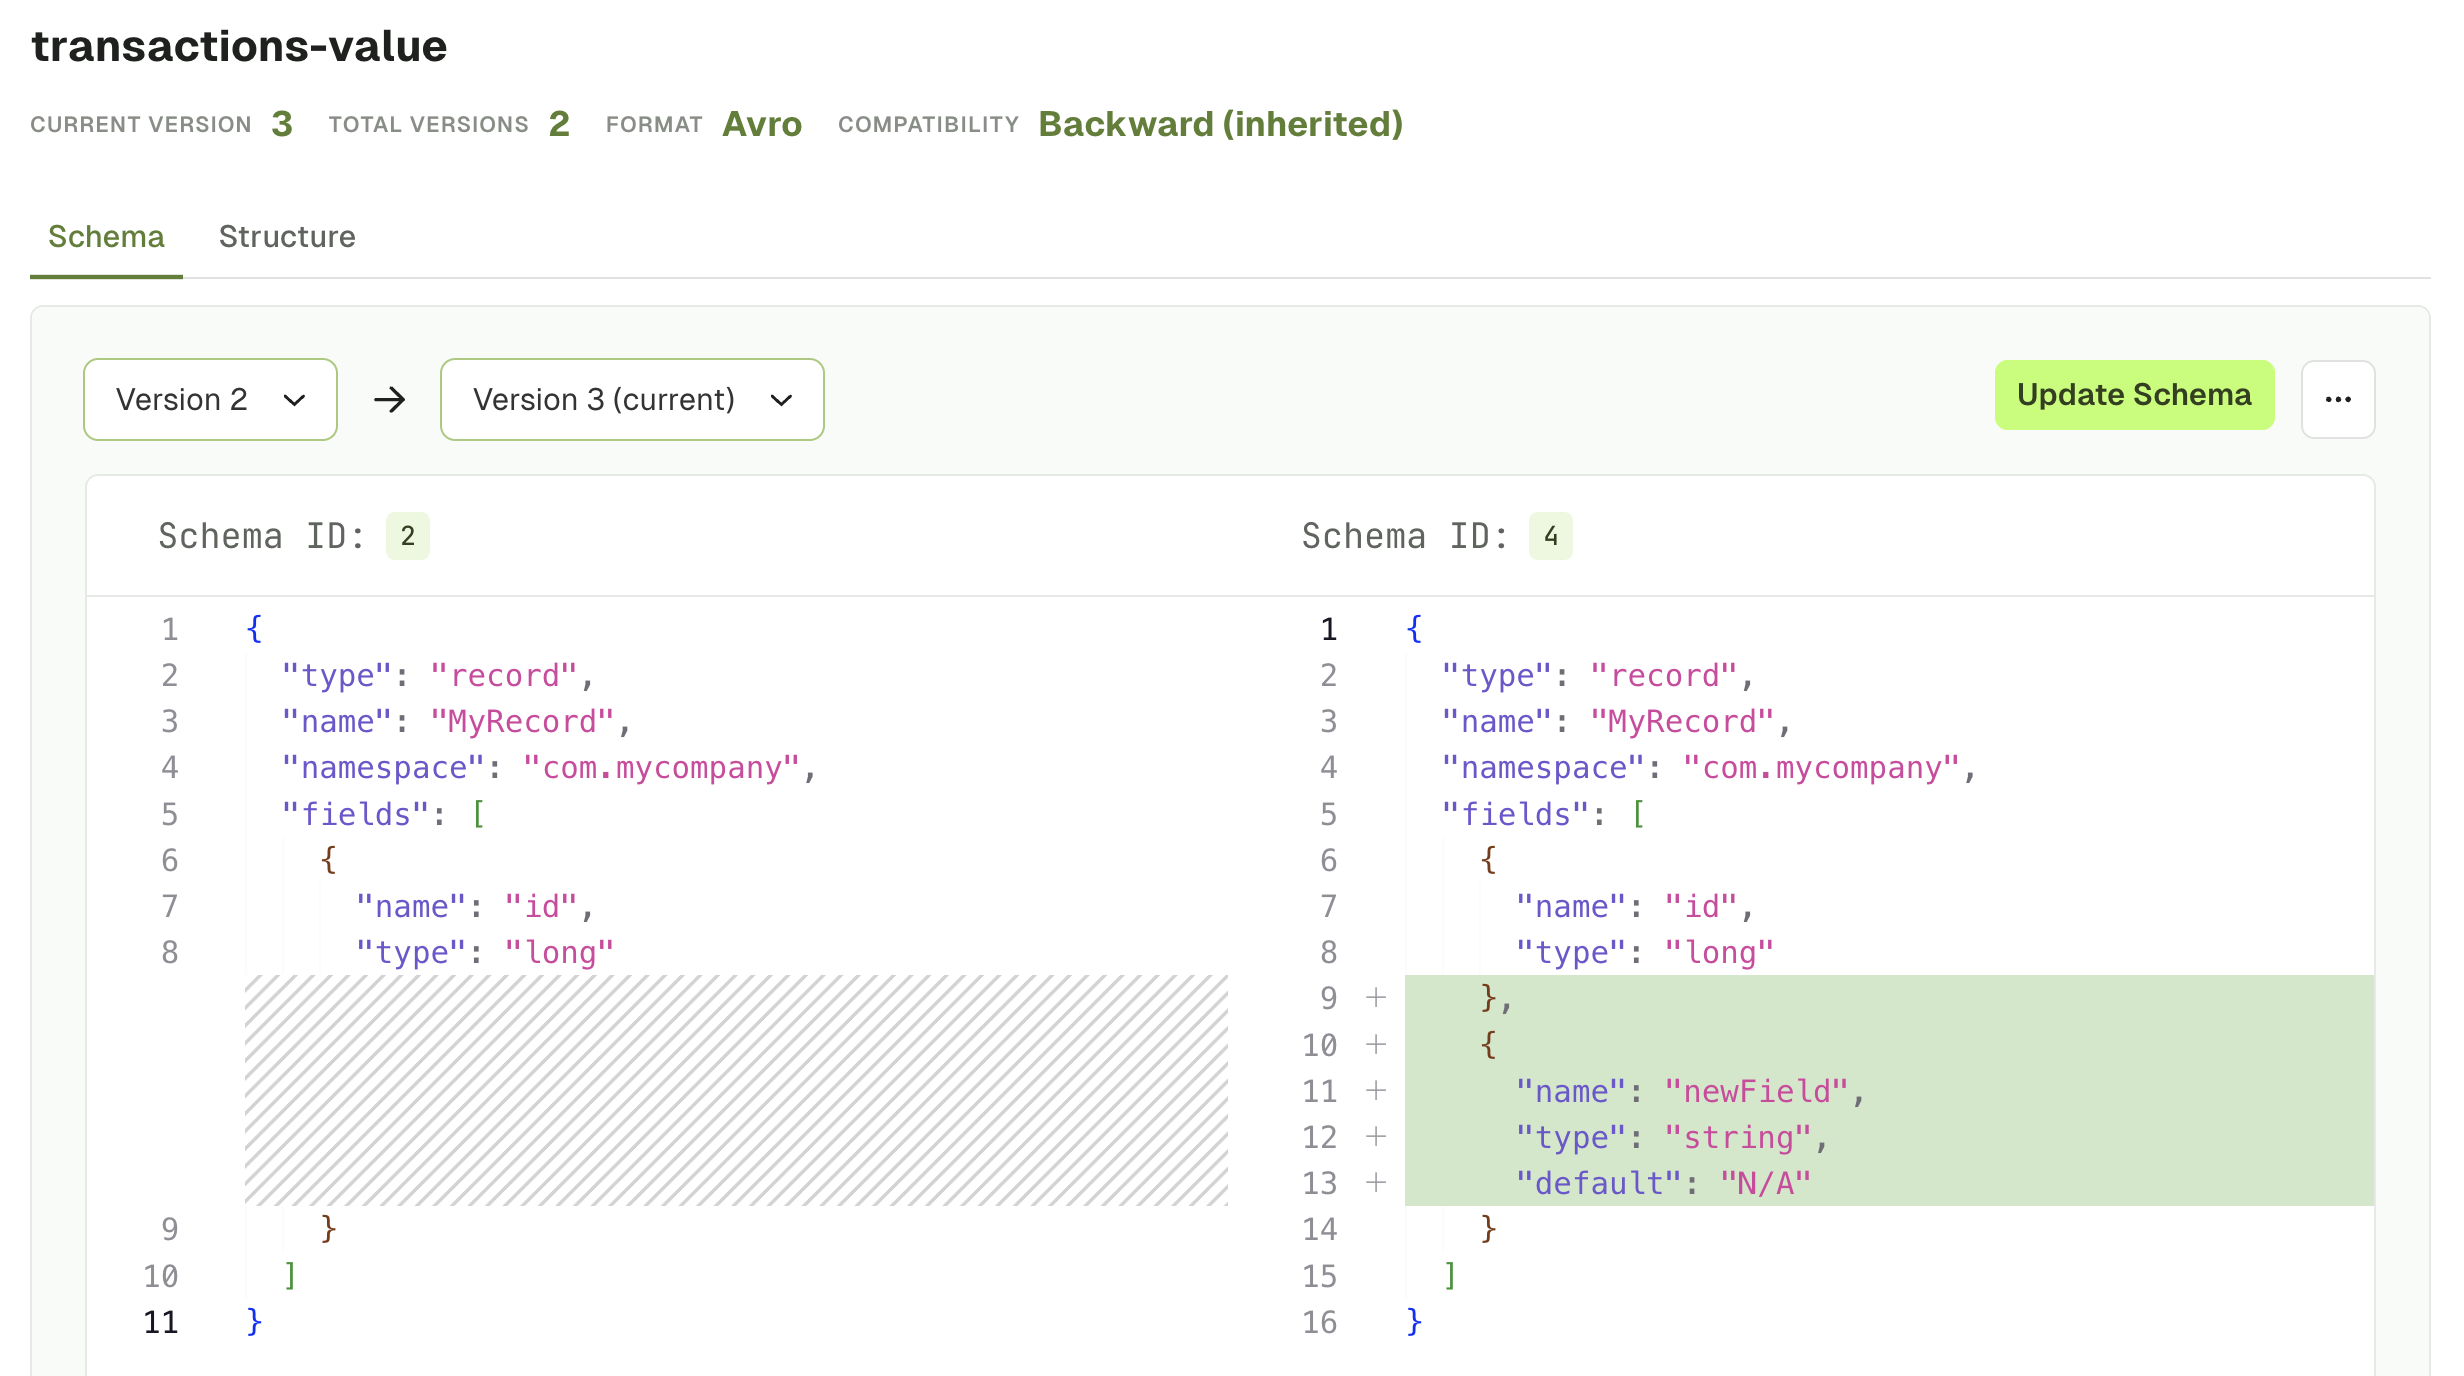 transactions-value
CURRENT VERSION 3 TOTAL VERSIONS 2 FORMAT Avro COMPATIBILITY Backward (inherited)
Schema Structure
Version 2 → Version 3 (current) Update Schema ...
Schema ID: 2
1 {
2 "type": "record",
3 "name": "MyRecord",
4 "namespace": "com.mycompany",
5 "fields": [
6 {
7 "name": "id",
8 "type": "long"
9 }
10 ]
11 }
Schema ID: 4
1 {
2 "type": "record",
3 "name": "MyRecord",
4 "namespace": "com.mycompany",
5 "fields": [
6 {
7 "name": "id",
8 "type": "long"
9 + },
10 + {
11 + "name": "newField",
12 + "type": "string",
13 + "default": "N/A"
14 }
15 ]
16 }